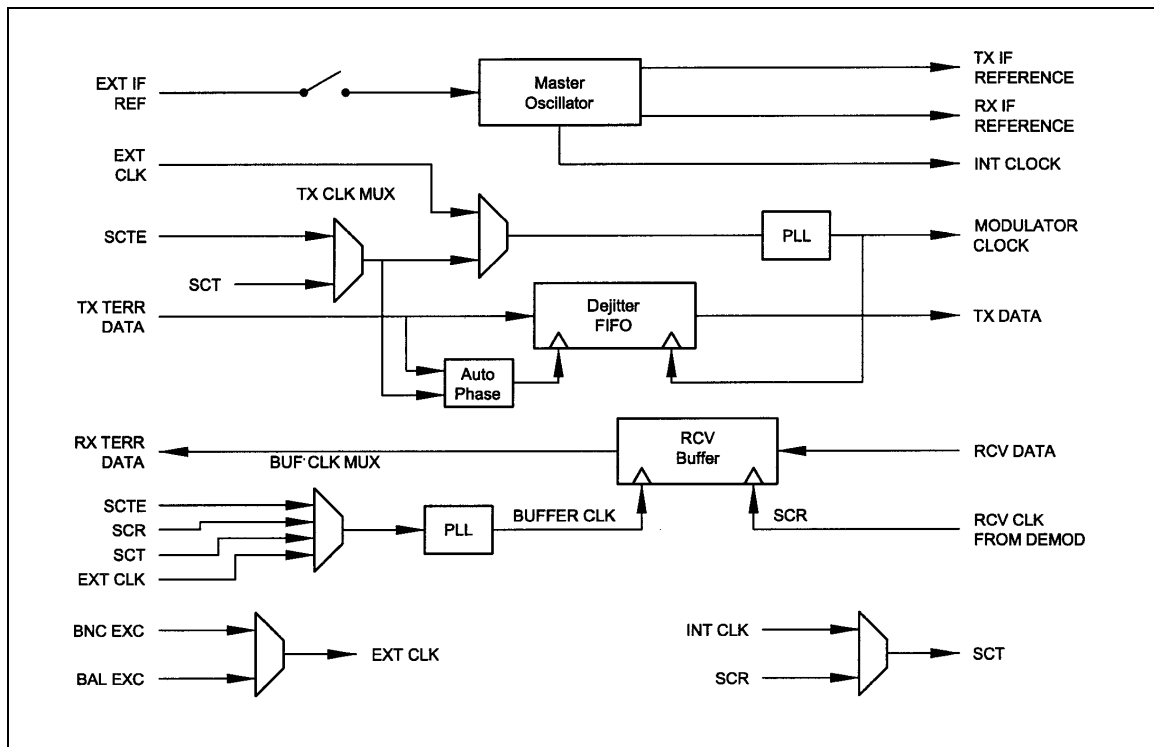 EXT IF
REF
Master
Oscillator
TX IF
REFERENCE
RX IF
REFERENCE
INT CLOCK
EXT
CLK
TX CLK MUX
SCTE
SCT
PLL
MODULATOR
CLOCK
TX TERR
DATA
Dejitter
FIFO
TX DATA
Auto
Phase
RX TERR
DATA
BUF CLK MUX
RCV
Buffer
RCV DATA
SCTE
SCR
SCT
EXT CLK
PLL
BUFFER CLK
SCR
RCV CLK
FROM DEMOD
BNC EXC
BAL EXC
EXT CLK
INT CLK
SCR
SCT